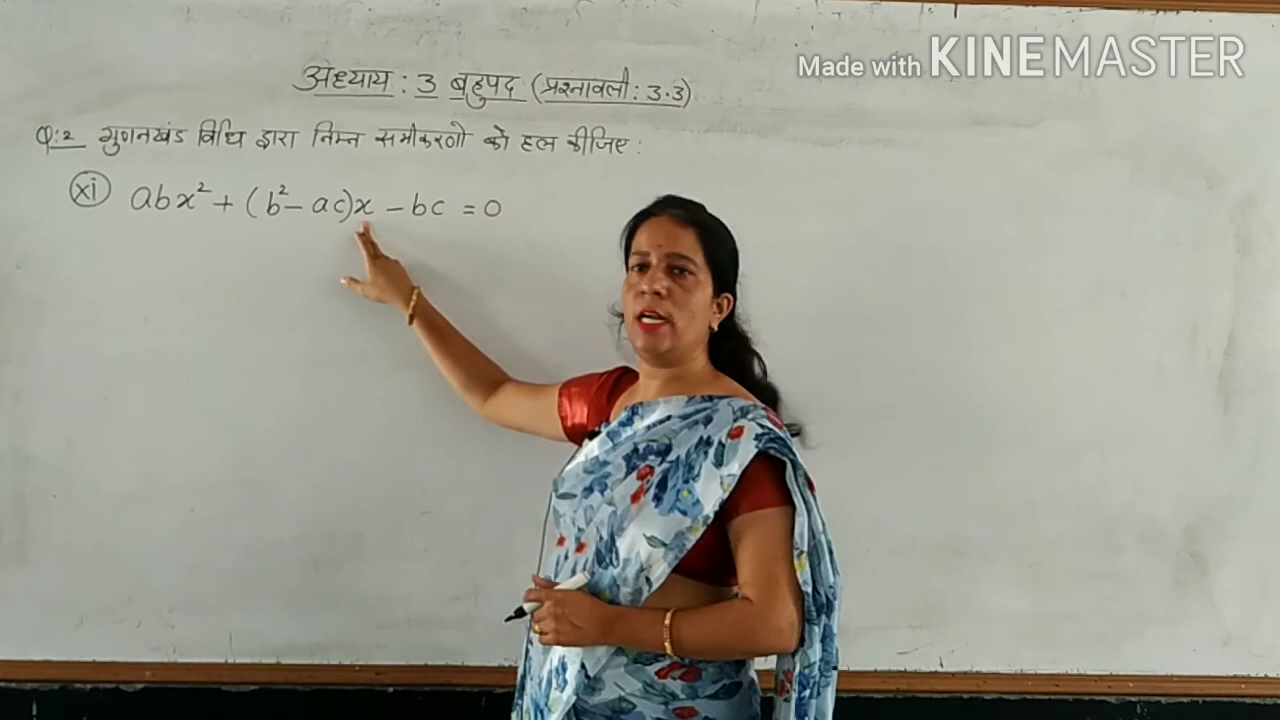 Made with KINEMASTER
अध्याय : 3 बहुपद (प्रश्नावली : 3.3)
Q:2 गुणनखंड विधि द्वारा निम्न समीकरणो को हल कीजिए :
(xi) abx² + (b² - ac)x - bc = 0